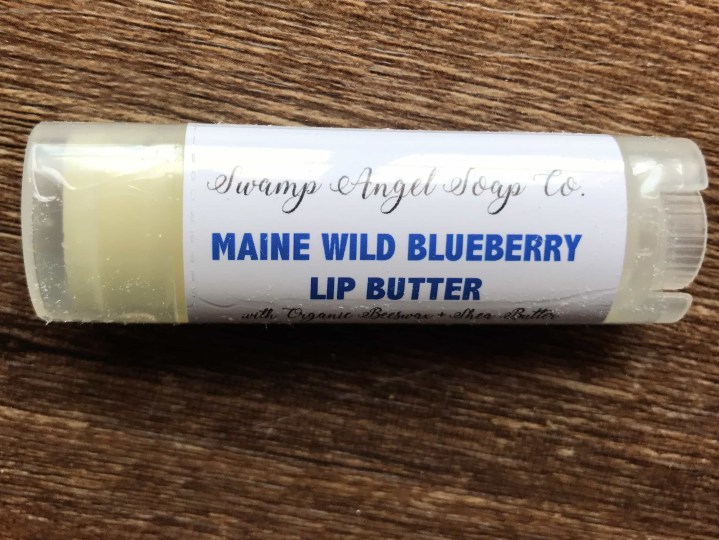 Swamp Angel Soap Co.
MAINE WILD BLUEBERRY
LIP BUTTER
with Organic Beeswax + Shea Butter